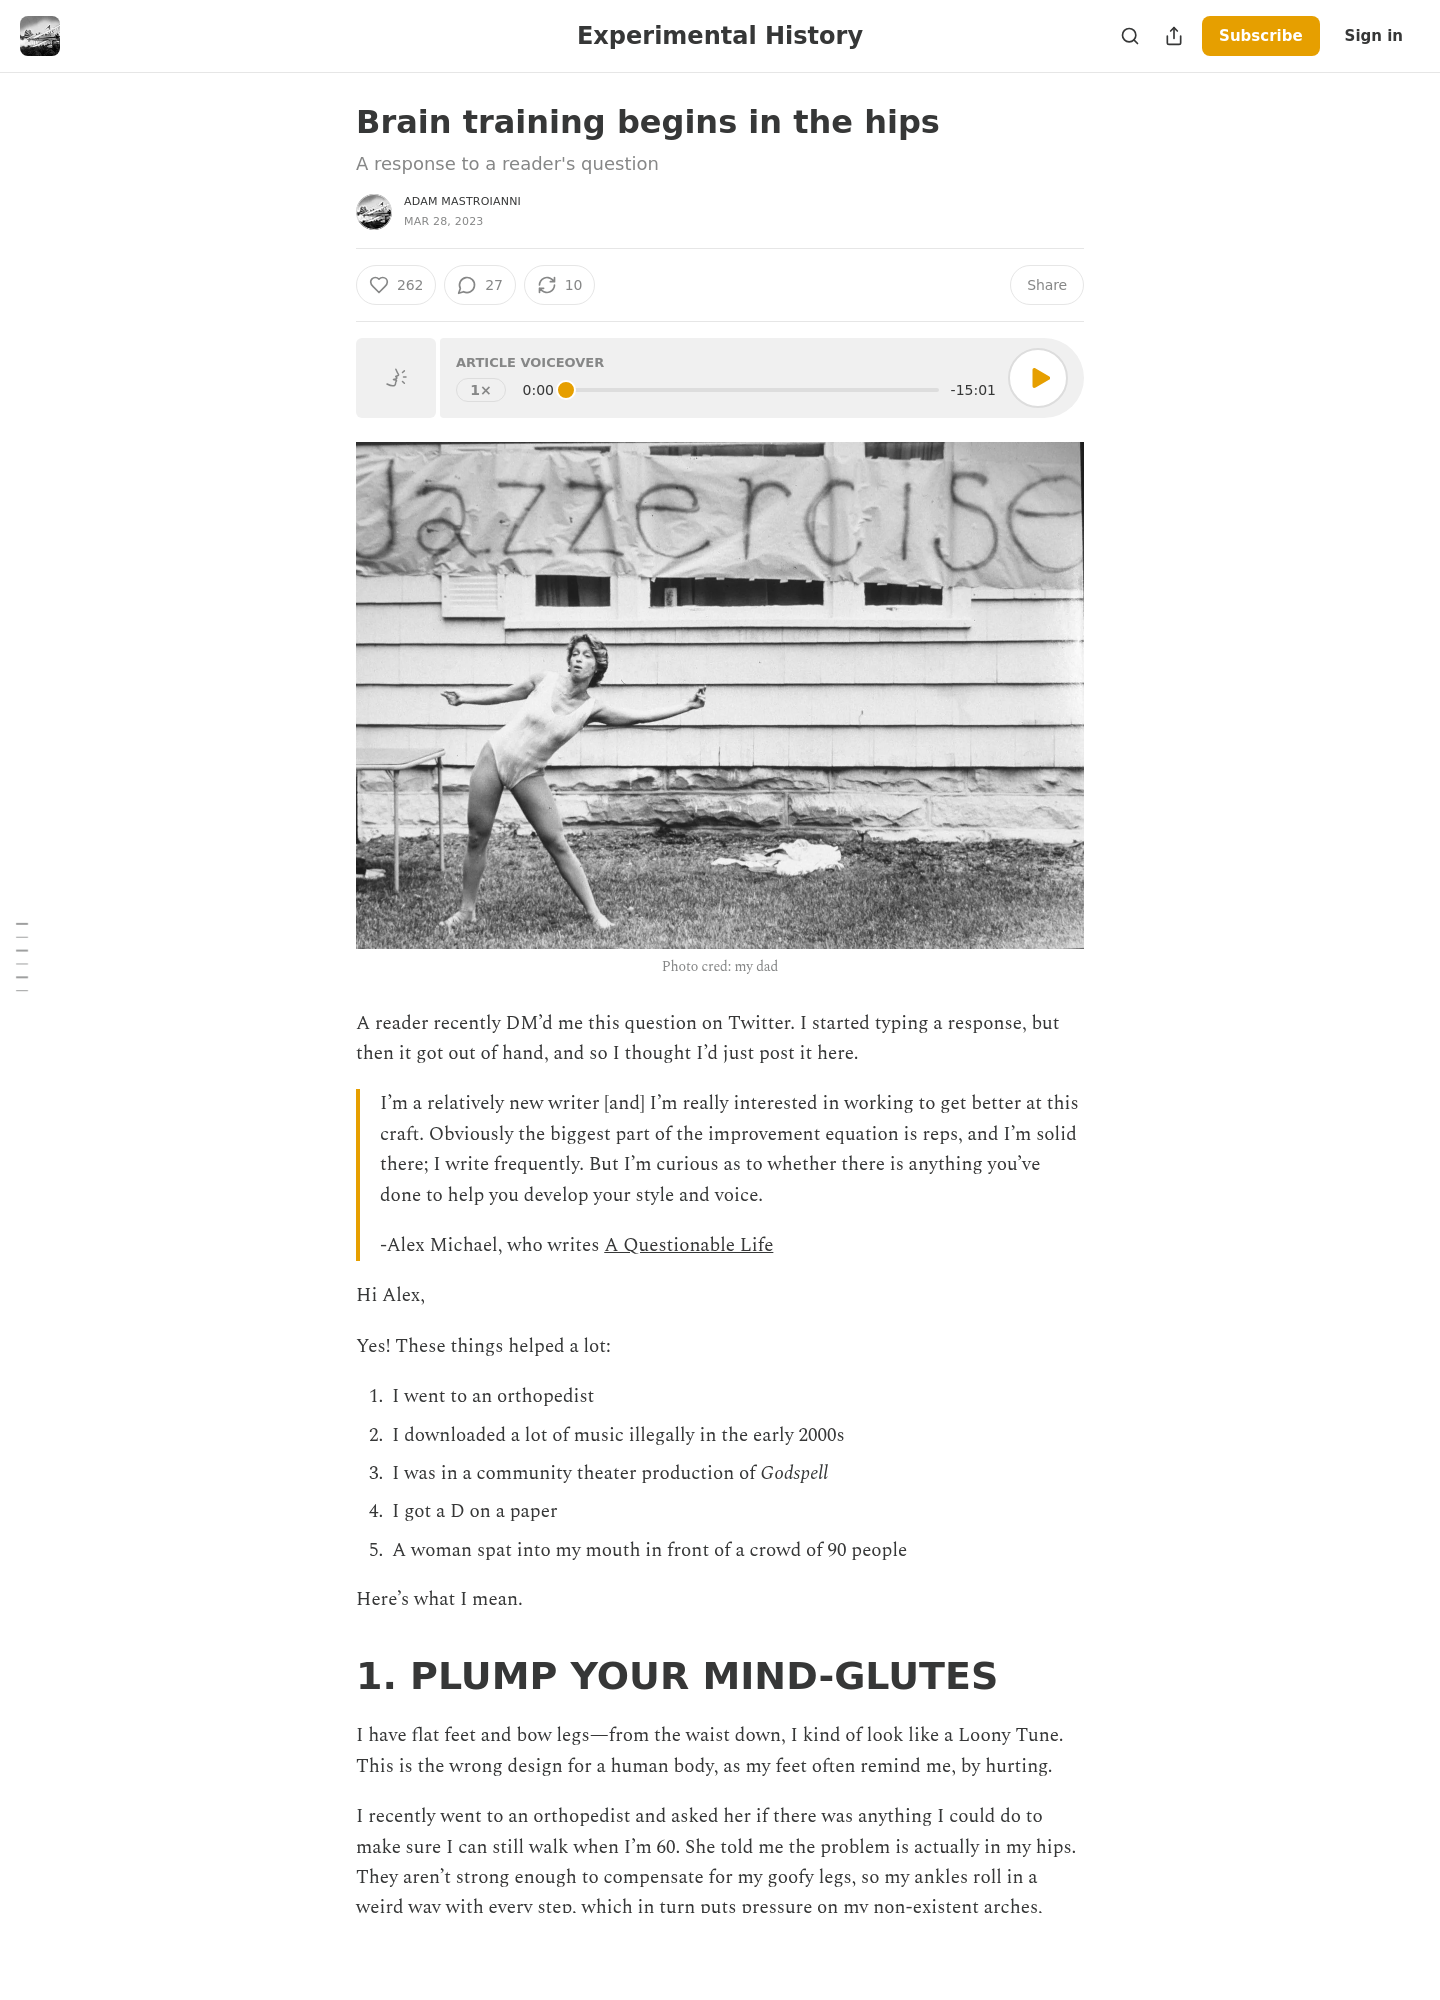 Experimental History
Subscribe
Sign in
Brain training begins in the hips
A response to a reader's question
ADAM MASTROIANNI
MAR 28, 2023
262
27
10
Share
ARTICLE VOICEOVER
1×
0:00
-15:01
Jazzercise
Photo cred: my dad
A reader recently DM’d me this question on Twitter. I started typing a response, but
then it got out of hand, and so I thought I’d just post it here.
I’m a relatively new writer [and] I’m really interested in working to get better at this
craft. Obviously the biggest part of the improvement equation is reps, and I’m solid
there; I write frequently. But I’m curious as to whether there is anything you’ve
done to help you develop your style and voice.
-Alex Michael, who writes A Questionable Life
Hi Alex,
Yes! These things helped a lot:
1. I went to an orthopedist
2. I downloaded a lot of music illegally in the early 2000s
3. I was in a community theater production of Godspell
4. I got a D on a paper
5. A woman spat into my mouth in front of a crowd of 90 people
Here’s what I mean.
1. PLUMP YOUR MIND-GLUTES
I have flat feet and bow legs—from the waist down, I kind of look like a Loony Tune.
This is the wrong design for a human body, as my feet often remind me, by hurting.
I recently went to an orthopedist and asked her if there was anything I could do to
make sure I can still walk when I’m 60. She told me the problem is actually in my hips.
They aren’t strong enough to compensate for my goofy legs, so my ankles roll in a
weird way with every step, which in turn puts pressure on my non-existent arches.